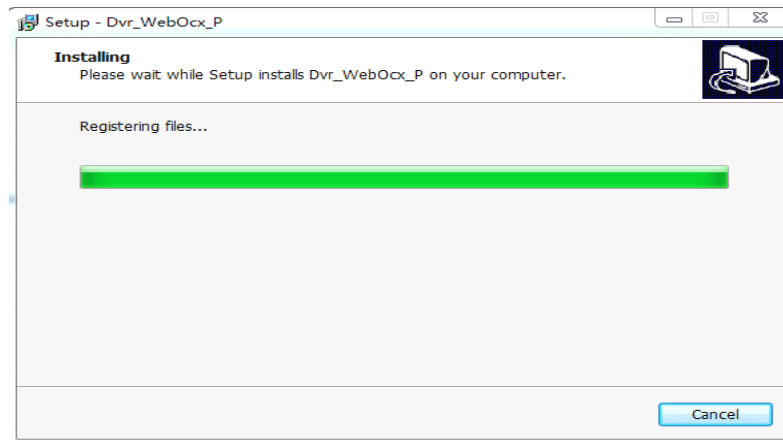 Setup - Dvr_WebOcx_P
Installing
Please wait while Setup installs Dvr_WebOcx_P on your computer.
Registering files...
Cancel